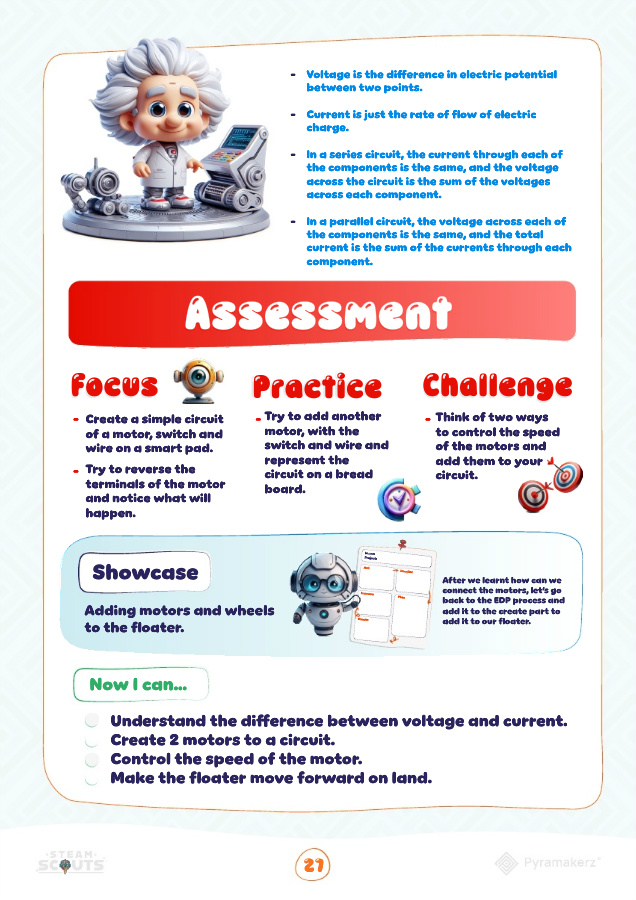 - Voltage is the difference in electric potential
between two points.
- Current is just the rate of flow of electric
charge.
- In a series circuit, the current through each of
the components is the same, and the voltage
across the circuit is the sum of the voltages
across each component.
- In a parallel circuit, the voltage across each of
the components is the same, and the total
current is the sum of the currents through each
component.
Assessment
Focus
- Create a simple circuit
of a motor, switch and
wire on a smart pad.
- Try to reverse the
terminals of the motor
and notice what will
happen.
Practice
- Try to add another
motor, with the
switch and wire and
represent the
circuit on a bread
board.
Challenge
- Think of two ways
to control the speed
of the motors and
add them to your
circuit.
Showcase
Adding motors and wheels
to the floater.
After we learnt how can we
connect the motors, let's go
back to the EDP process and
add it to the create part to
add it to our floater.
Now I can...
Understand the difference between voltage and current.
Create 2 motors to a circuit.
Control the speed of the motor.
Make the floater move forward on land.
STEAM
SCOUTS
27
Pyramakerz